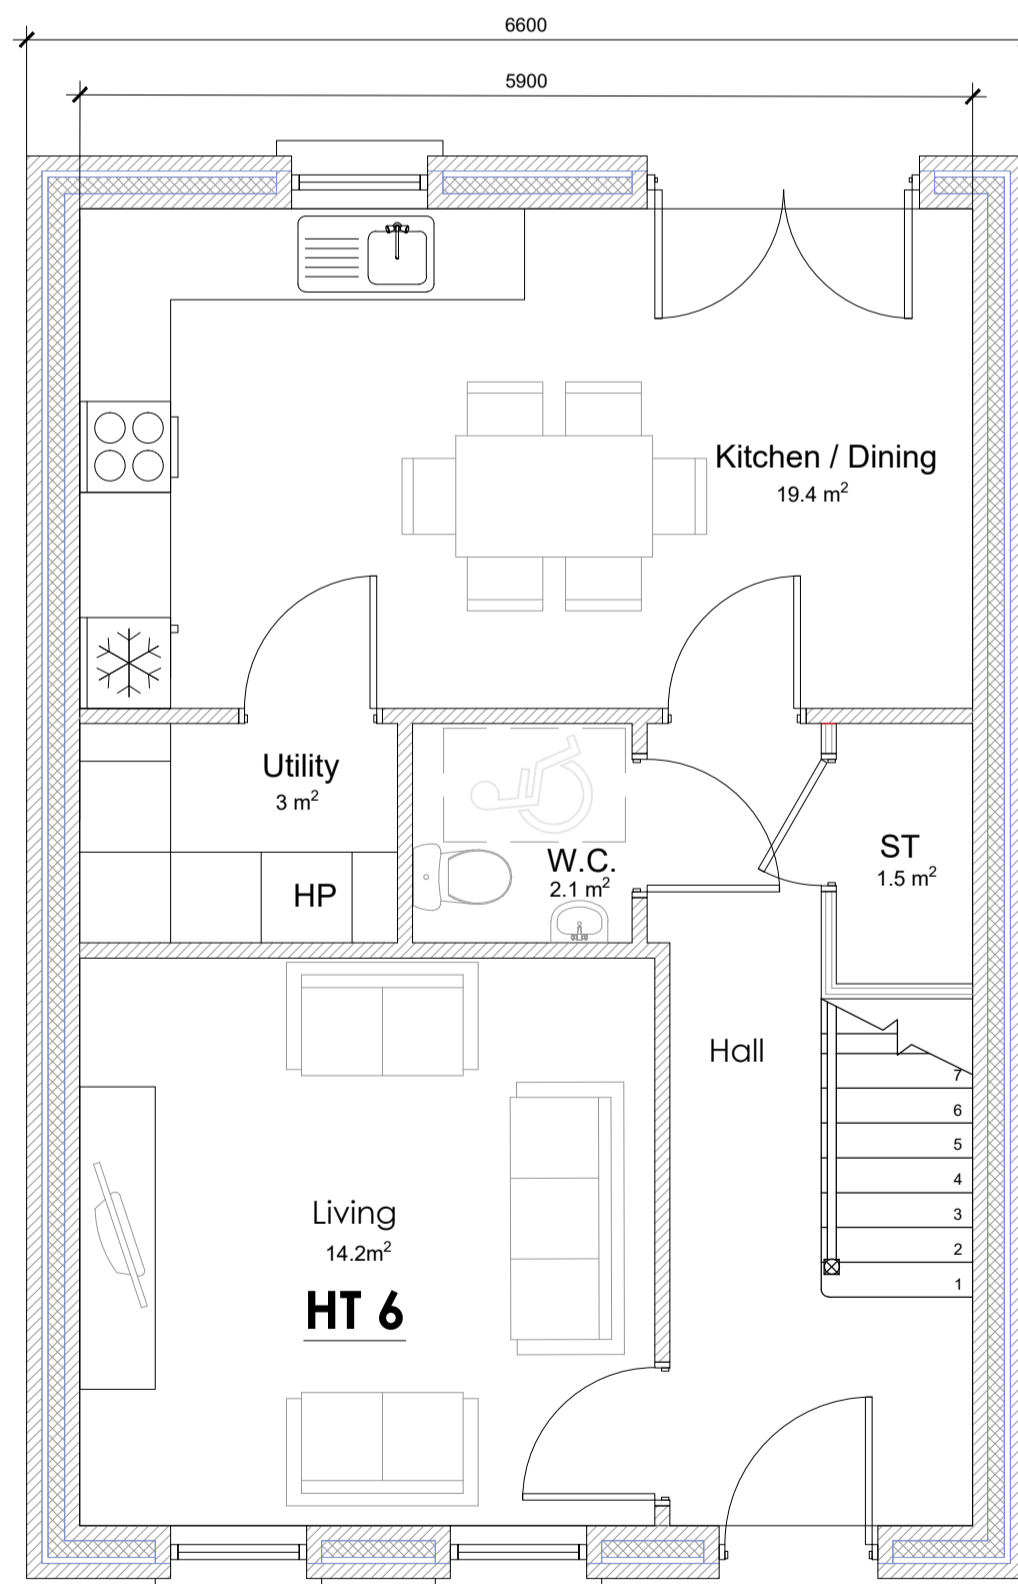 6600
5900
Kitchen / Dining
19.4 m²
Utility
3 m²
HP
W.C.
2.1 m²
ST
1.5 m²
Hall
7
6
5
4
3
2
1
Living
14.2m²
HT 6